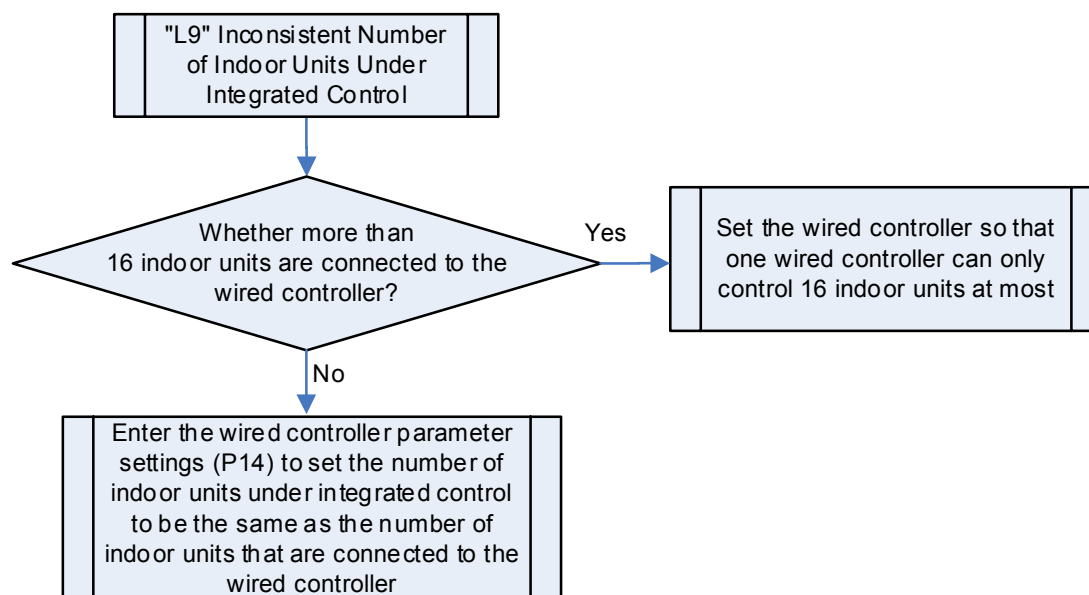 "L9" Inconsistent Number
of Indoor Units Under
Integrated Control
Whether more than
16 indoor units are connected to the
wired controller?
Yes
Set the wired controller so that
one wired controller can only
control 16 indoor units at most
No
Enter the wired controller parameter
settings (P14) to set the number of
indoor units under integrated control
to be the same as the number of
indoor units that are connected to the
wired controller